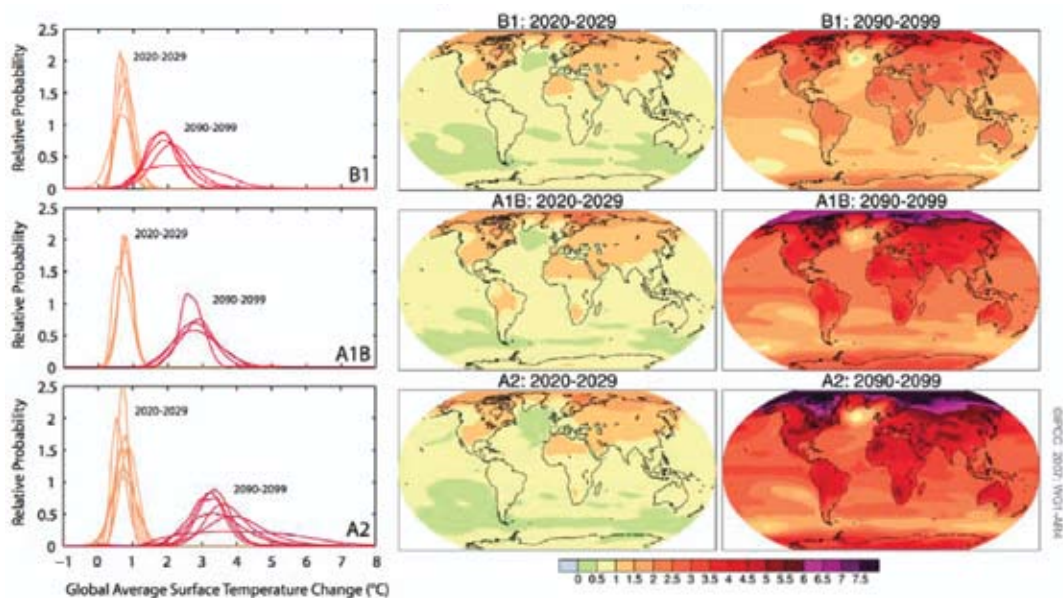 B1: 2020-2029
B1: 2090-2099
2.5
2
1.5
1
0.5
0
Relative Probability
2020-2029
2090-2099
B1
A1B: 2020-2029
A1B: 2090-2099
2.5
2
1.5
1
0.5
0
Relative Probability
2020-2029
2090-2099
A1B
A2: 2020-2029
A2: 2090-2099
2.5
2
1.5
1
0.5
0
Relative Probability
2020-2029
2090-2099
A2
−1 0 1 2 3 4 5 6 7 8
Global Average Surface Temperature Change (°C)
0 0.5 1 1.5 2 2.5 3 3.5 4 4.5 5 5.5 6 6.5 7 7.5
©IPCC 2007: WG1-AR4